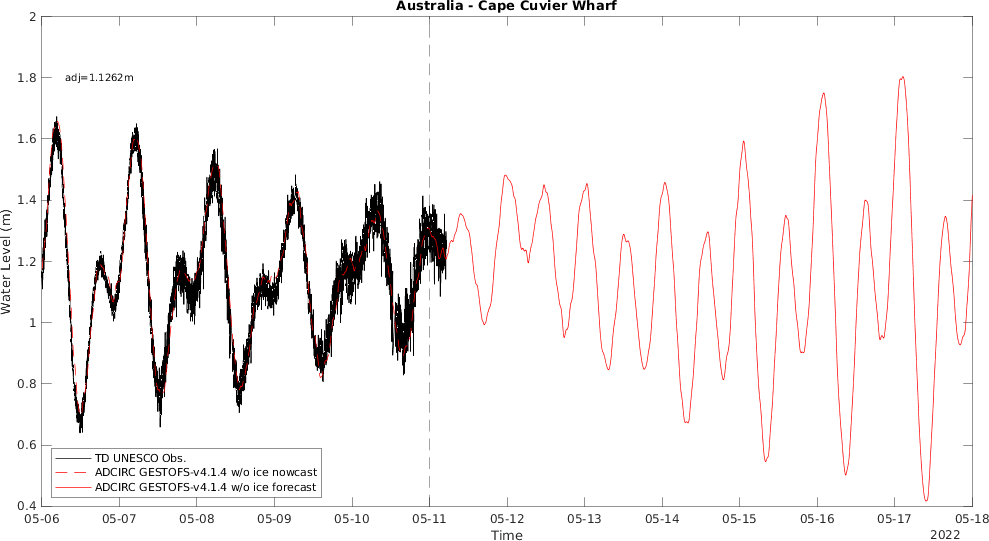 Australia - Cape Cuvier Wharf
2
1.8
1.6
1.4
1.2
1
0.8
0.6
0.4
Water Level (m)
adj=1.1262m
TD UNESCO Obs.
ADCIRC GESTOFS-v4.1.4 w/o ice nowcast
ADCIRC GESTOFS-v4.1.4 w/o ice forecast
05-06 05-07 05-08 05-09 05-10 05-11 05-12 05-13 05-14 05-15 05-16 05-17 05-18
Time
2022